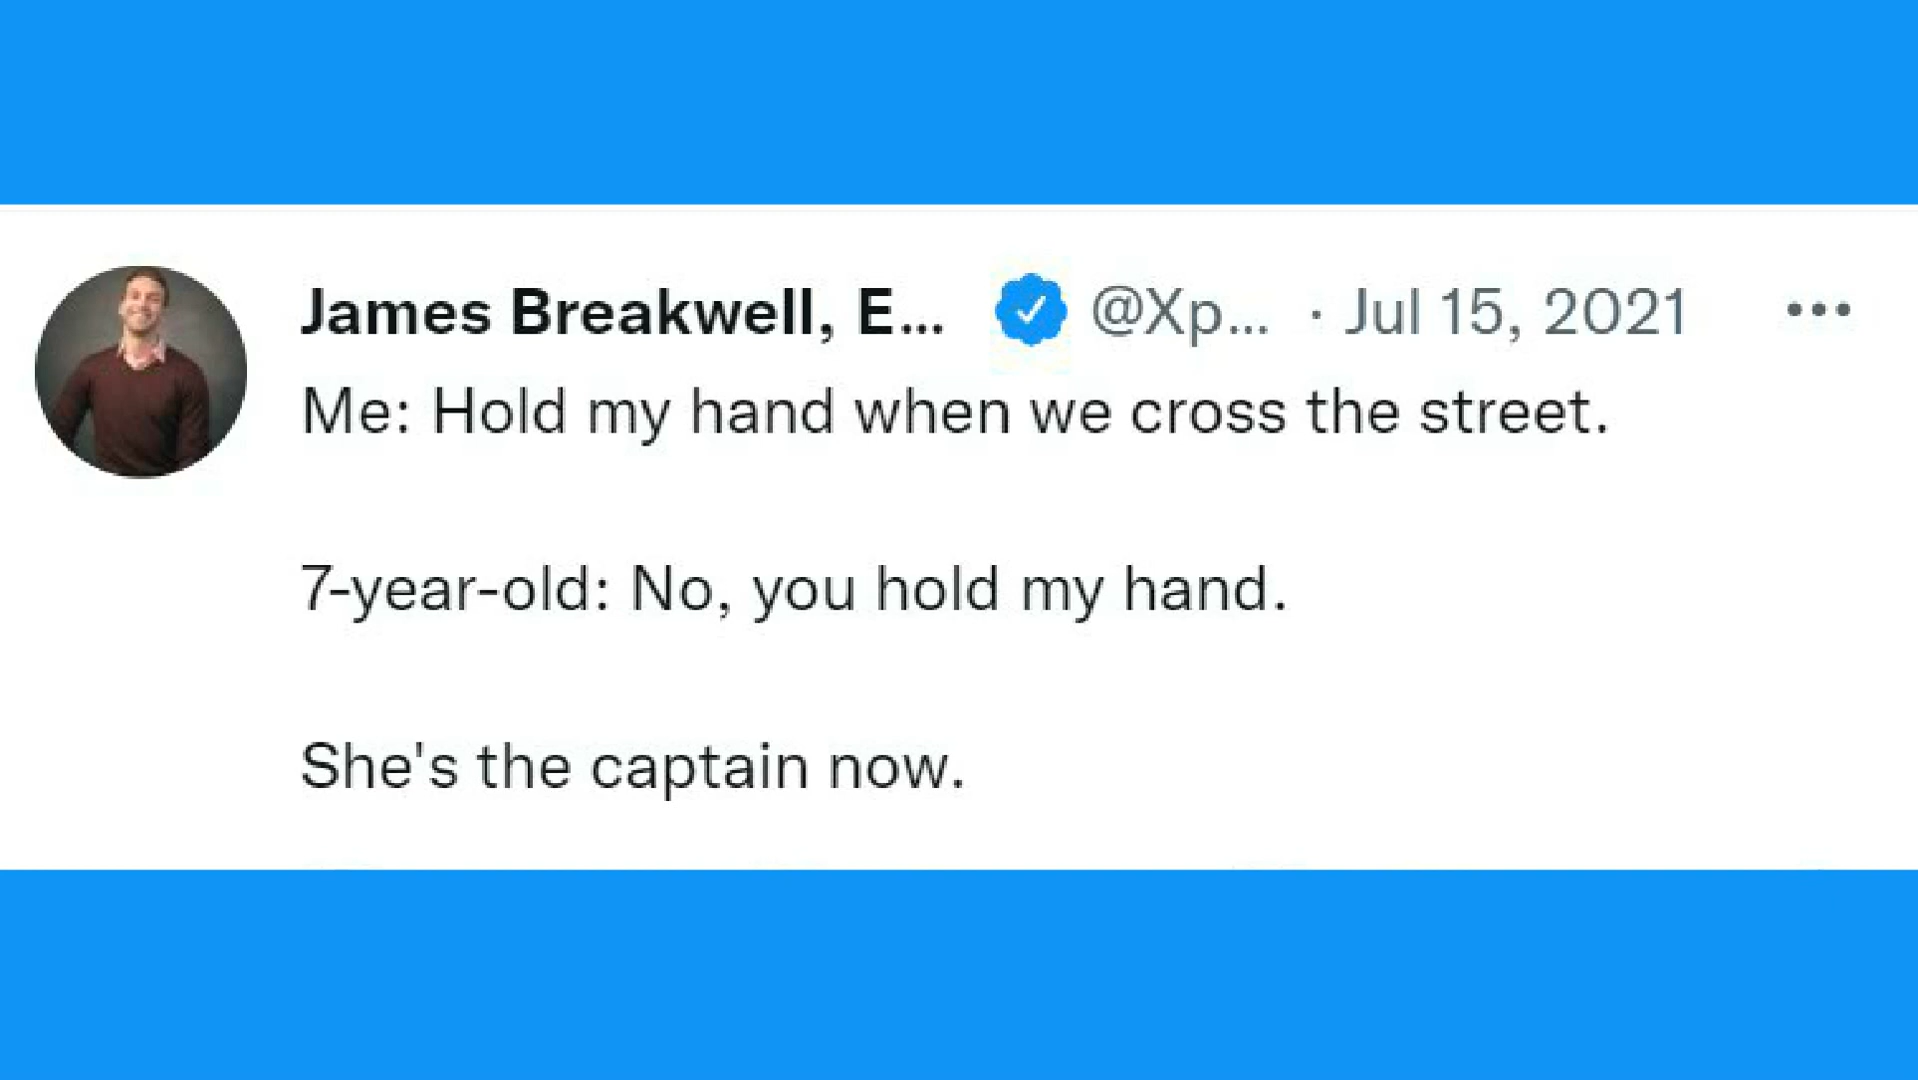 James Breakwell, E... @Xp... · Jul 15, 2021
Me: Hold my hand when we cross the street.
7-year-old: No, you hold my hand.
She's the captain now.